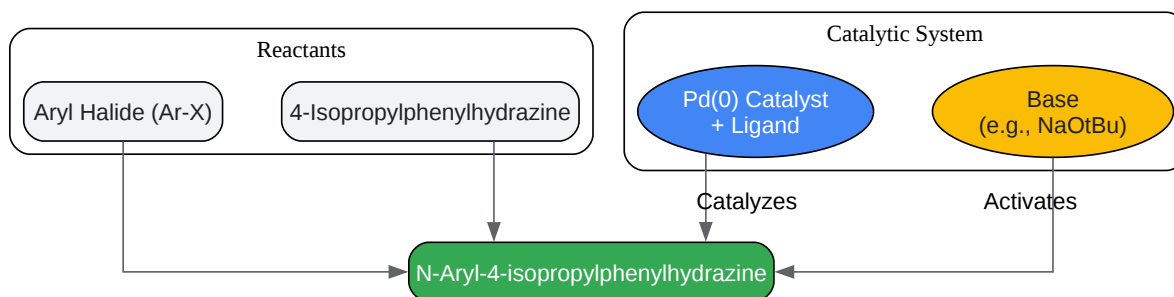 Reactants
Catalytic System
Aryl Halide (Ar-X)
4-Isopropylphenylhydrazine
Pd(0) Catalyst
+ Ligand
Base
(e.g., NaOtBu)
Catalyzes
Activates
N-Aryl-4-isopropylphenylhydrazine